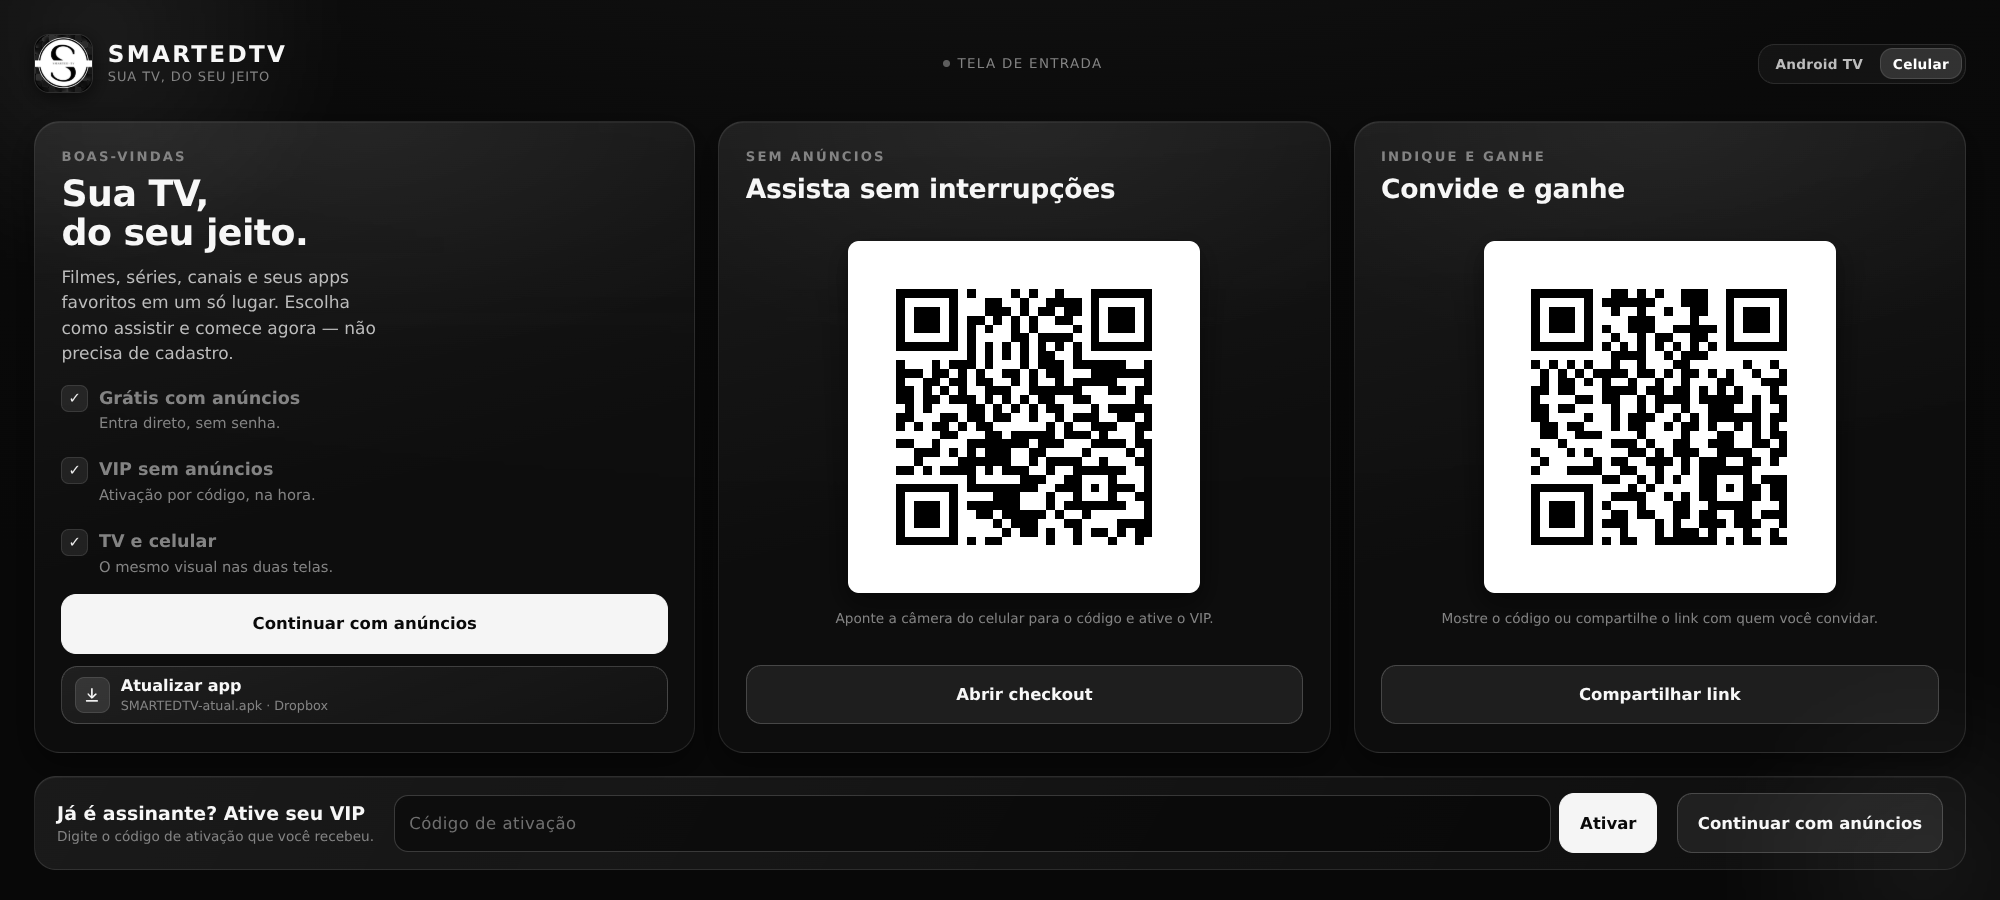 SMARTEDTV
SUA TV, DO SEU JEITO
TELA DE ENTRADA
Android TV
Celular
BOAS-VINDAS
Sua TV,
do seu jeito.
Filmes, séries, canais e seus apps
favoritos em um só lugar. Escolha
como assistir e comece agora — não
precisa de cadastro.
✓ Grátis com anúncios
Entra direto, sem senha.
✓ VIP sem anúncios
Ativação por código, na hora.
✓ TV e celular
O mesmo visual nas duas telas.
Continuar com anúncios
Atualizar app
SMARTEDTV-atual.apk · Dropbox
SEM ANÚNCIOS
Assista sem interrupções
Aponte a câmera do celular para o código e ative o VIP.
Abrir checkout
INDIQUE E GANHE
Convide e ganhe
Mostre o código ou compartilhe o link com quem você convidar.
Compartilhar link
Já é assinante? Ative seu VIP
Digite o código de ativação que você recebeu.
Código de ativação
Ativar
Continuar com anúncios